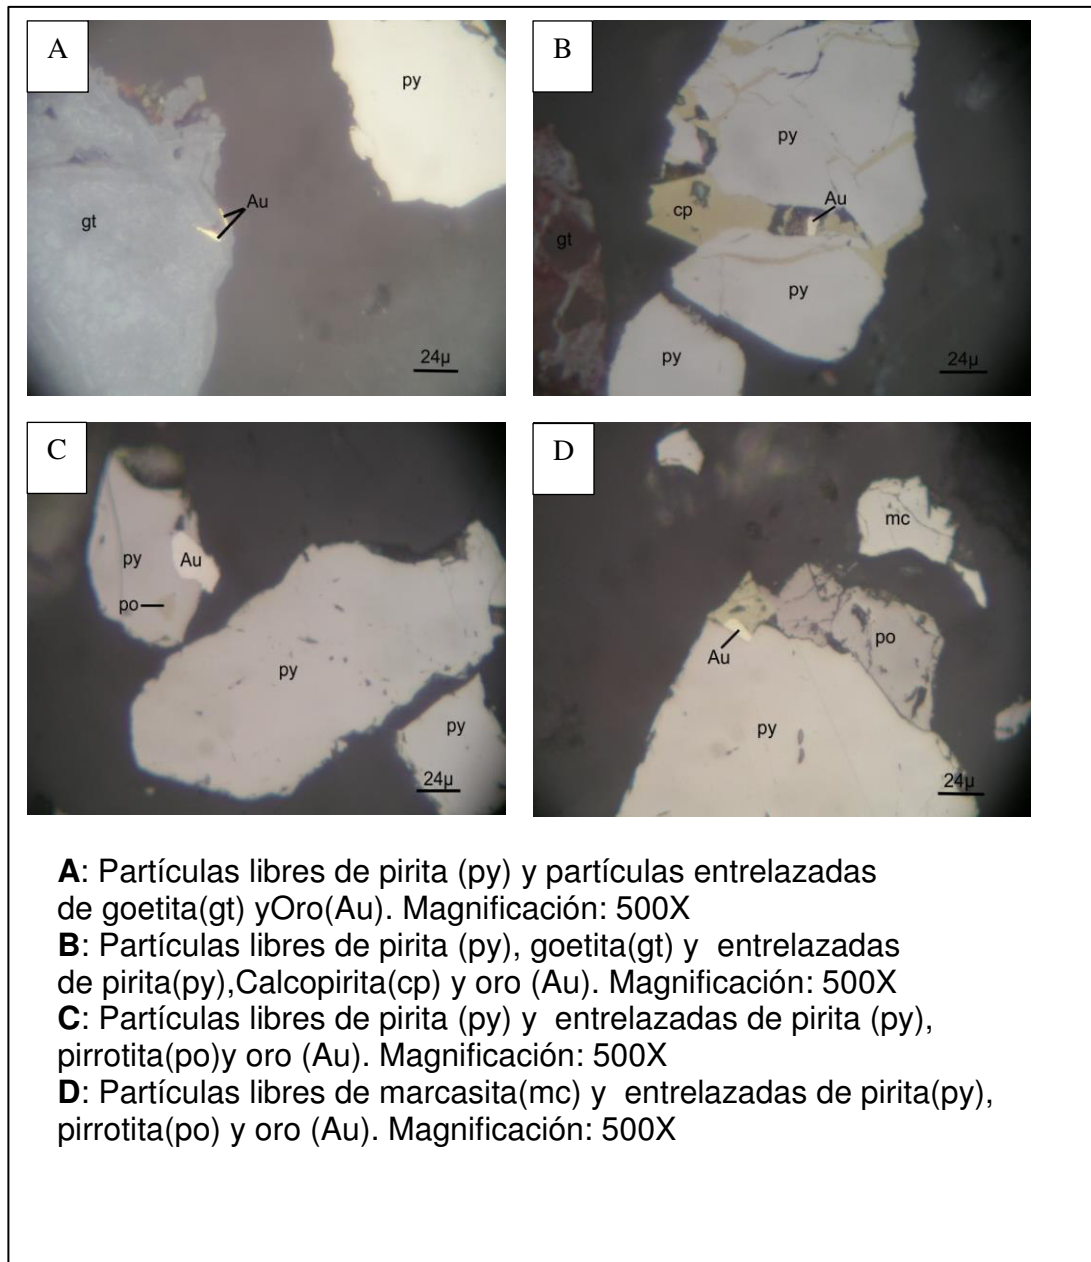 A
py
gt
Au
24µ
B
py
cp
Au
gt
py
py
24µ
C
py
Au
po
py
py
24µ
D
mc
po
Au
py
24µ
A: Partículas libres de pirita (py) y partículas entrelazadas
de goetita(gt) yOro(Au). Magnificación: 500X
B: Partículas libres de pirita (py), goetita(gt) y entrelazadas
de pirita(py),Calcopirita(cp) y oro (Au). Magnificación: 500X
C: Partículas libres de pirita (py) y entrelazadas de pirita (py),
pirrotita(po)y oro (Au). Magnificación: 500X
D: Partículas libres de marcasita(mc) y entrelazadas de pirita(py),
pirrotita(po) y oro (Au). Magnificación: 500X